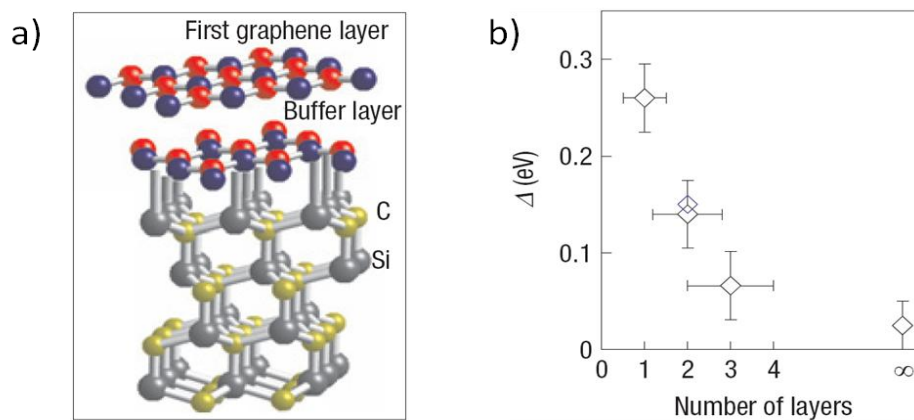 a)
First graphene layer
Buffer layer
C
Si
b)
0.3
0.2
0.1
0
Δ (eV)
0 1 2 3 4 ∞
Number of layers